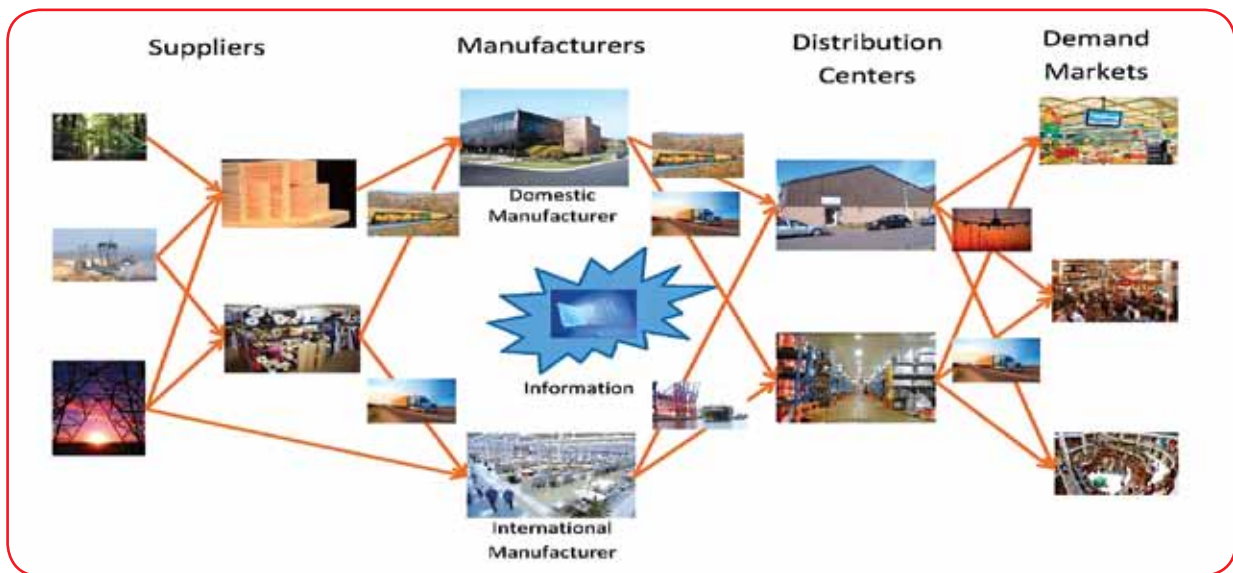 Suppliers
Manufacturers
Distribution
Centers
Demand
Markets
Domestic
Manufacturer
Information
International
Manufacturer